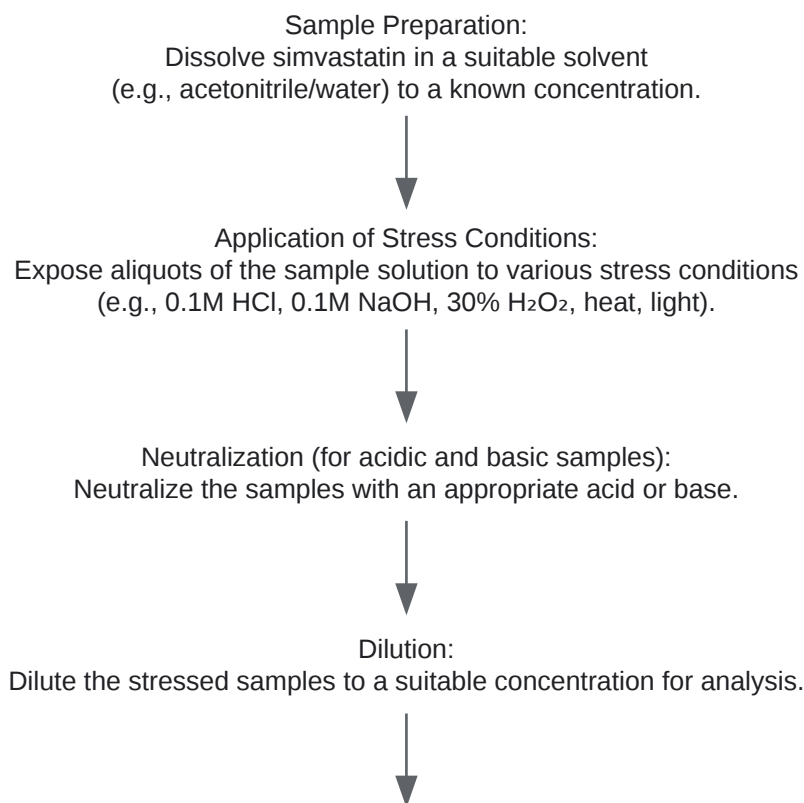 Sample Preparation:
Dissolve simvastatin in a suitable solvent
(e.g., acetonitrile/water) to a known concentration.
Application of Stress Conditions:
Expose aliquots of the sample solution to various stress conditions
(e.g., 0.1M HCl, 0.1M NaOH, 30% H₂O₂, heat, light).
Neutralization (for acidic and basic samples):
Neutralize the samples with an appropriate acid or base.
Dilution:
Dilute the stressed samples to a suitable concentration for analysis.